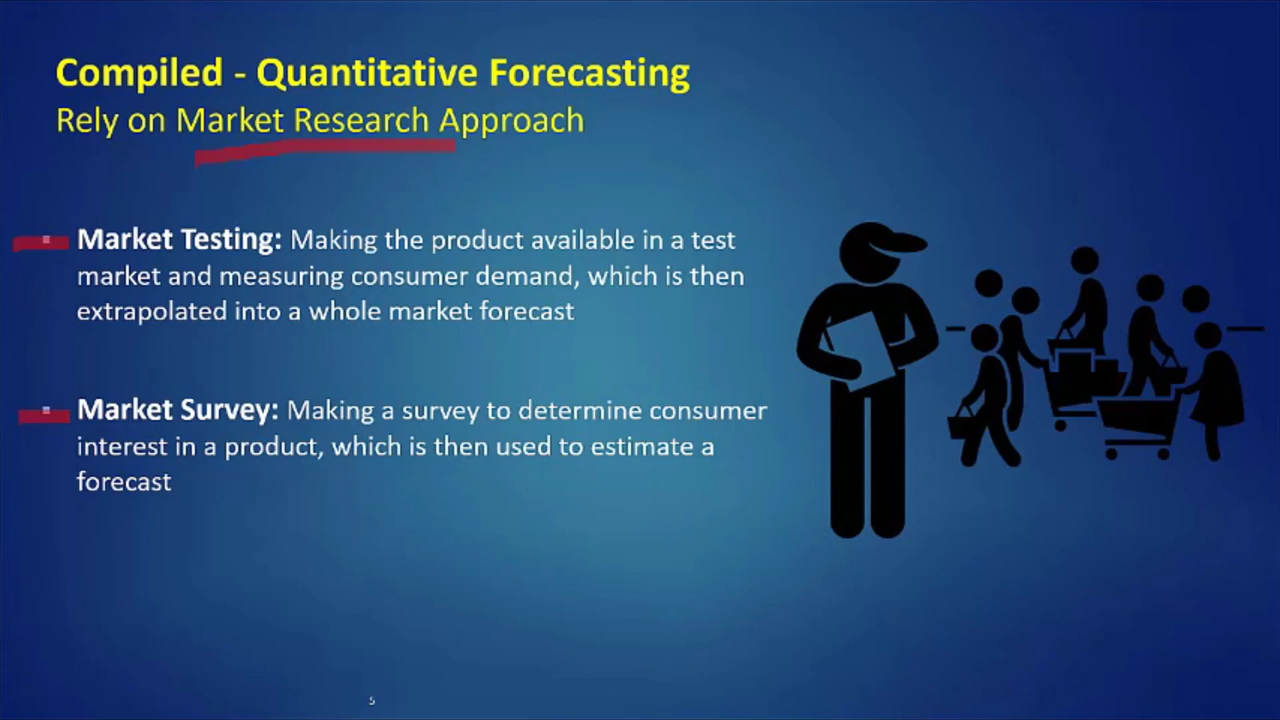 Compiled - Quantitative Forecasting
Rely on Market Research Approach
▪ Market Testing: Making the product available in a test
market and measuring consumer demand, which is then
extrapolated into a whole market forecast
▪ Market Survey: Making a survey to determine consumer
interest in a product, which is then used to estimate a
forecast
5